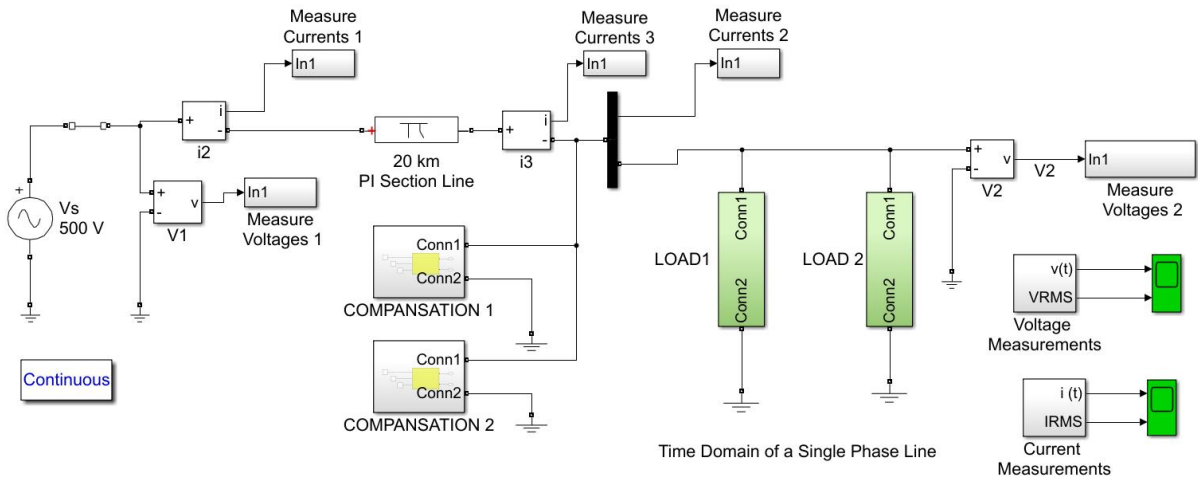 Measure
Currents 1
In1
Measure
Currents 3
In1
Measure
Currents 2
In1
+
i
-
i2
+
20 km
PI Section Line
+
i
-
i3
+
Vs
500 V
+
-
v
V1
In1
Measure
Voltages 1
+
-
v
V2
V2
In1
Measure
Voltages 2
Conn1
Conn2
COMPANSATION 1
Conn1
Conn2
COMPANSATION 2
Conn1
LOAD1
Conn2
Conn1
LOAD 2
Conn2
v(t)
VRMS
Voltage
Measurements
i (t)
IRMS
Current
Measurements
Continuous
Time Domain of a Single Phase Line